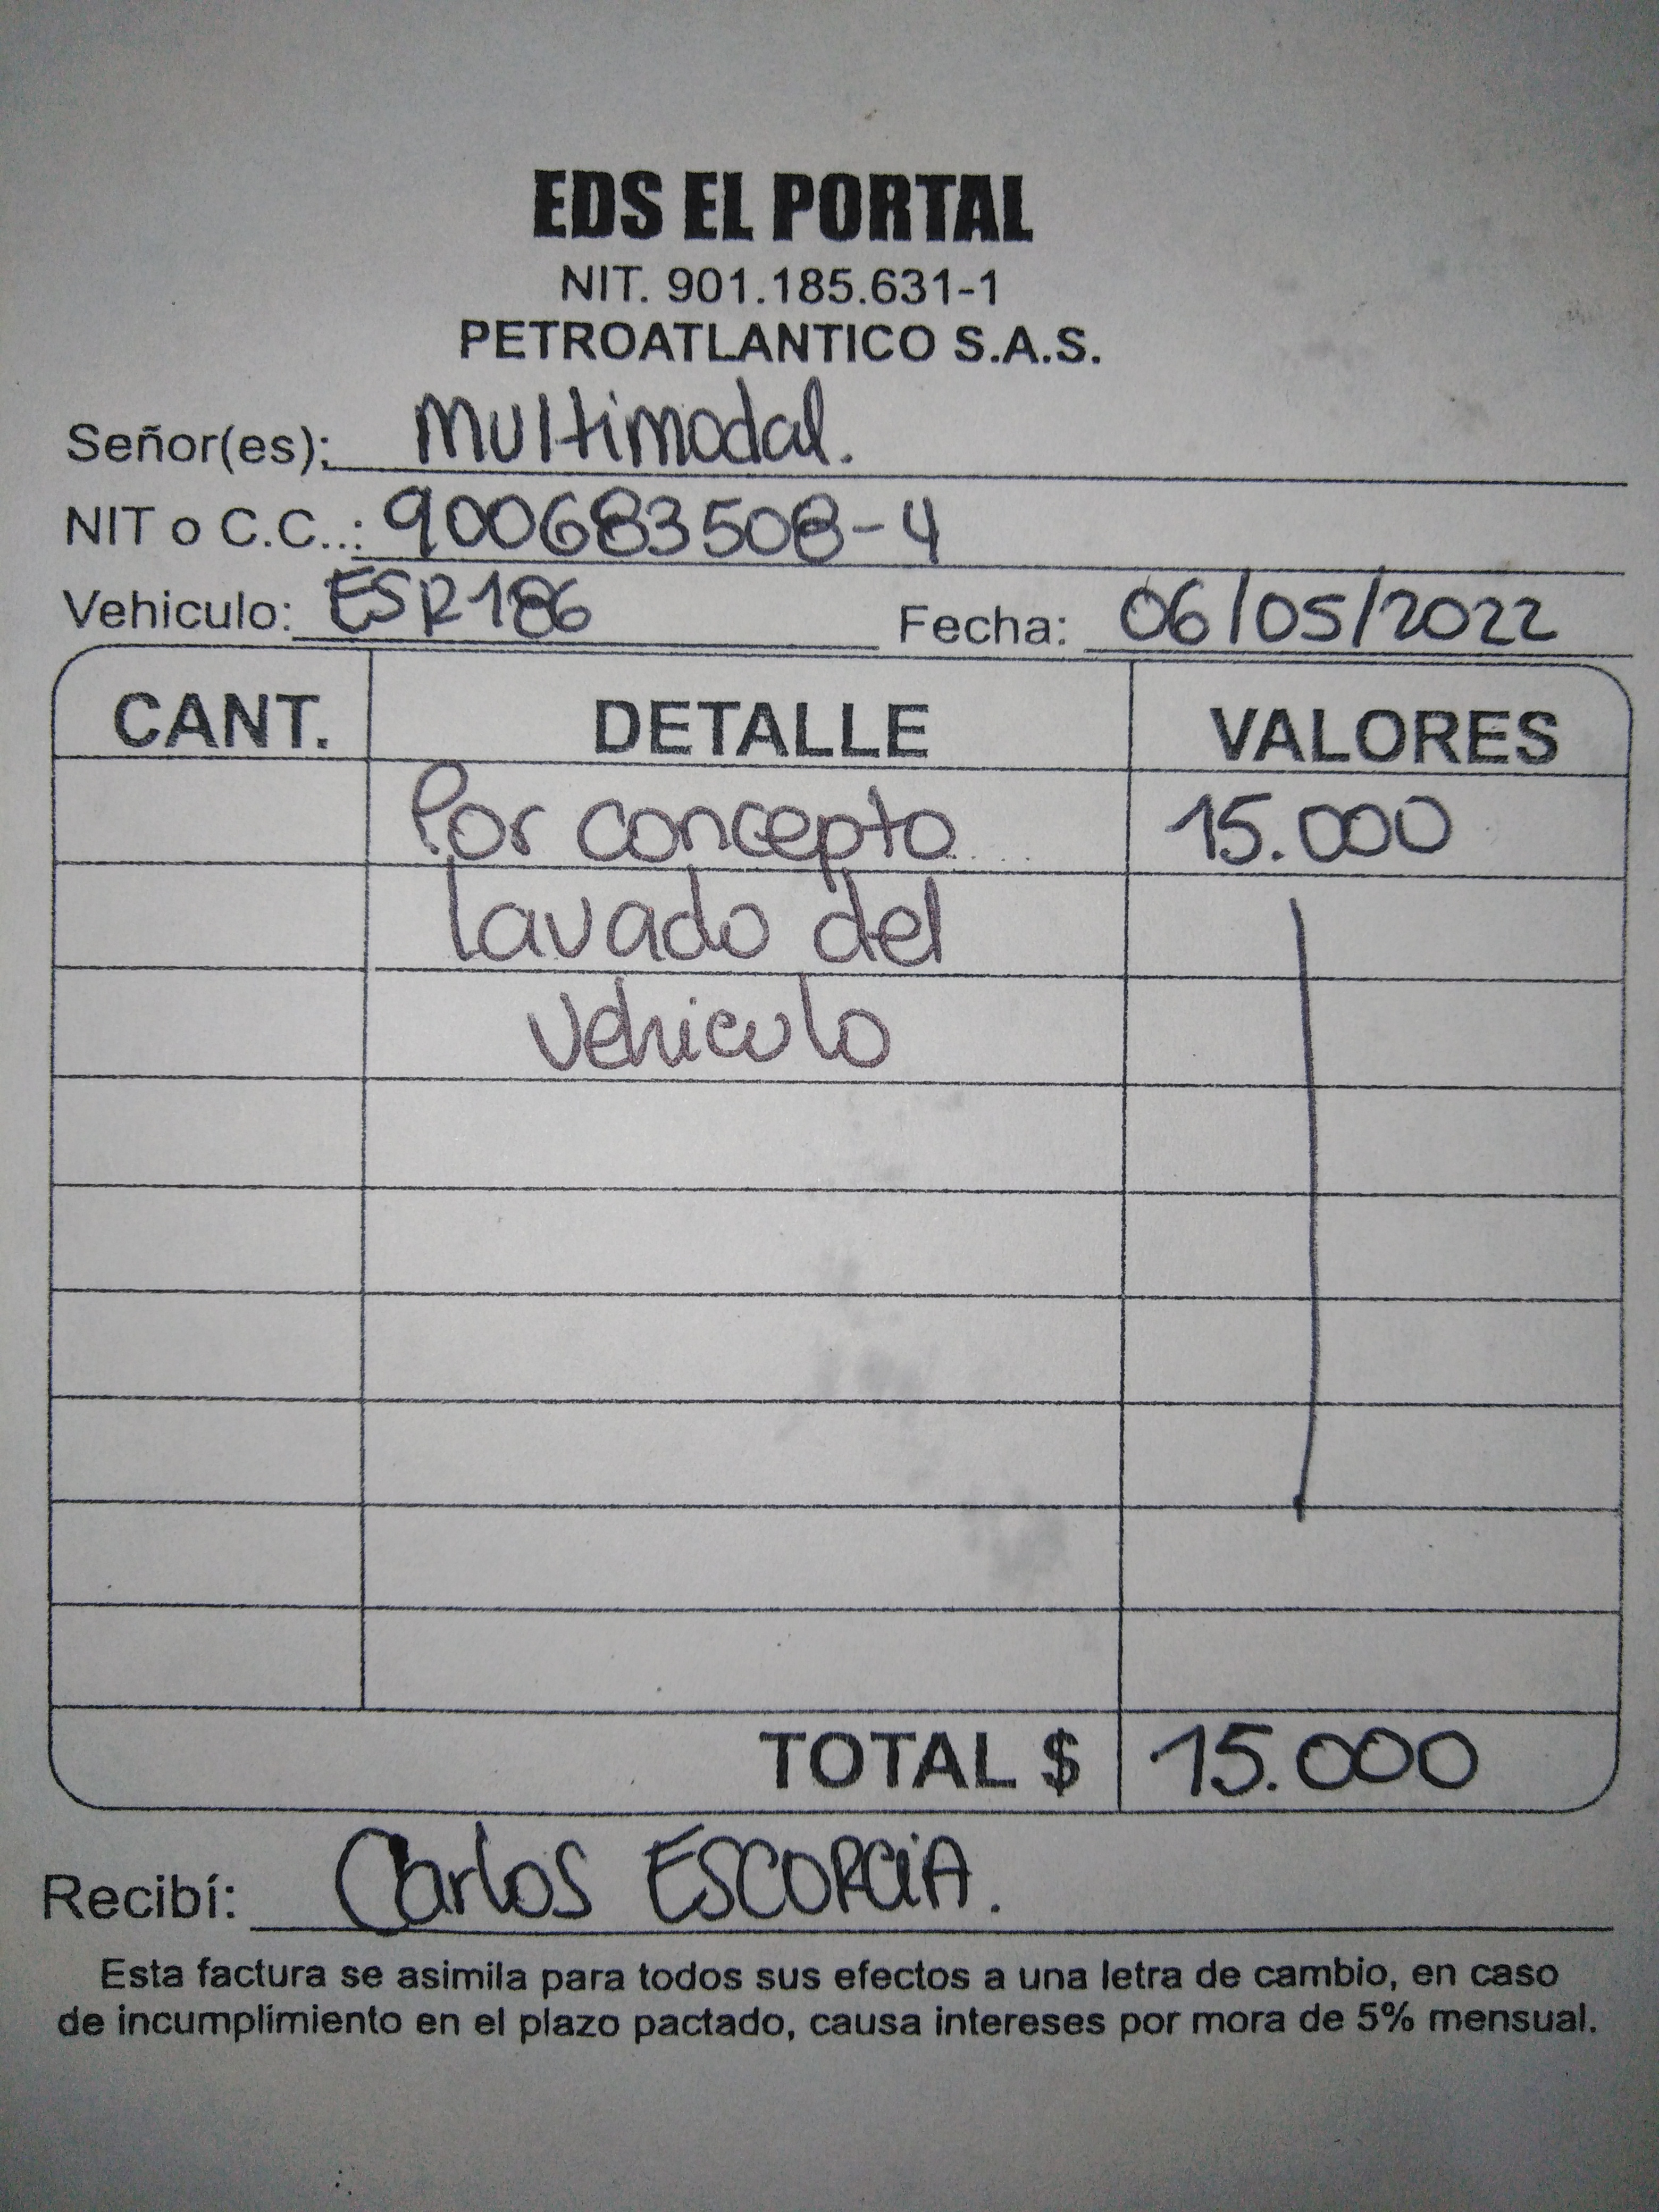 EDS EL PORTAL
NIT. 901.185.631-1
PETROATLANTICO S.A.S.
Señor(es): Multimodal.
NIT o C.C..: 900683508-4
Vehiculo: ESR186 Fecha: 06/05/2022
CANT. DETALLE VALORES
Por concepto 15.000
lavado del
vehiculo
TOTAL $ 15.000
Recibí: Carlos ESCORCiA.
Esta factura se asimila para todos sus efectos a una letra de cambio, en caso
de incumplimiento en el plazo pactado, causa intereses por mora de 5% mensual.